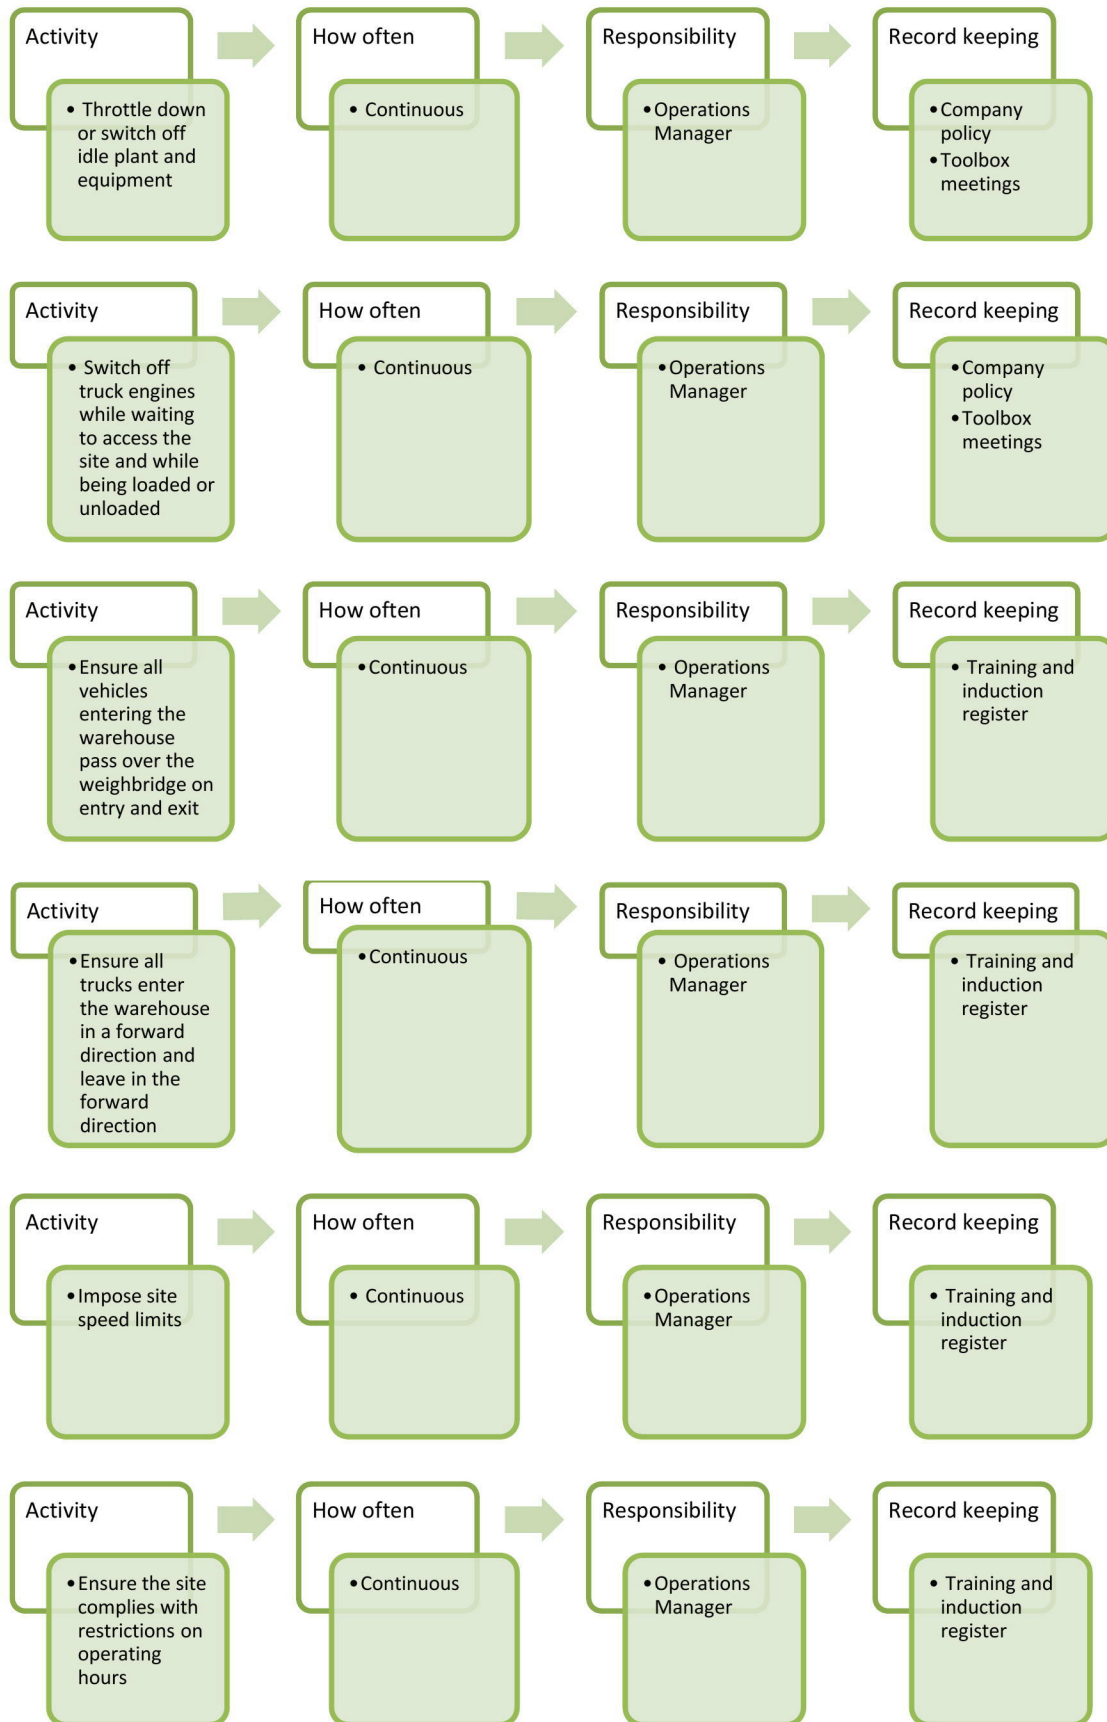 Activity
How often
Responsibility
Record keeping
• Throttle down
or switch off
idle plant and
equipment
• Continuous
•Operations
Manager
•Company
policy
•Toolbox
meetings
Activity
How often
Responsibility
Record keeping
• Switch off
truck engines
while waiting
to access the
site and while
being loaded or
unloaded
• Continuous
•Operations
Manager
•Company
policy
•Toolbox
meetings
Activity
How often
Responsibility
Record keeping
•Ensure all
vehicles
entering the
warehouse
pass over the
weighbridge on
entry and exit
•Continuous
• Operations
Manager
• Training and
induction
register
Activity
How often
Responsibility
Record keeping
•Ensure all
trucks enter
the warehouse
in a forward
direction and
leave in the
forward
direction
•Continuous
• Operations
Manager
• Training and
induction
register
Activity
How often
Responsibility
Record keeping
•Impose site
speed limits
• Continuous
•Operations
Manager
• Training and
induction
register
Activity
How often
Responsibility
Record keeping
•Ensure the site
complies with
restrictions on
operating
hours
•Continuous
•Operations
Manager
• Training and
induction
register